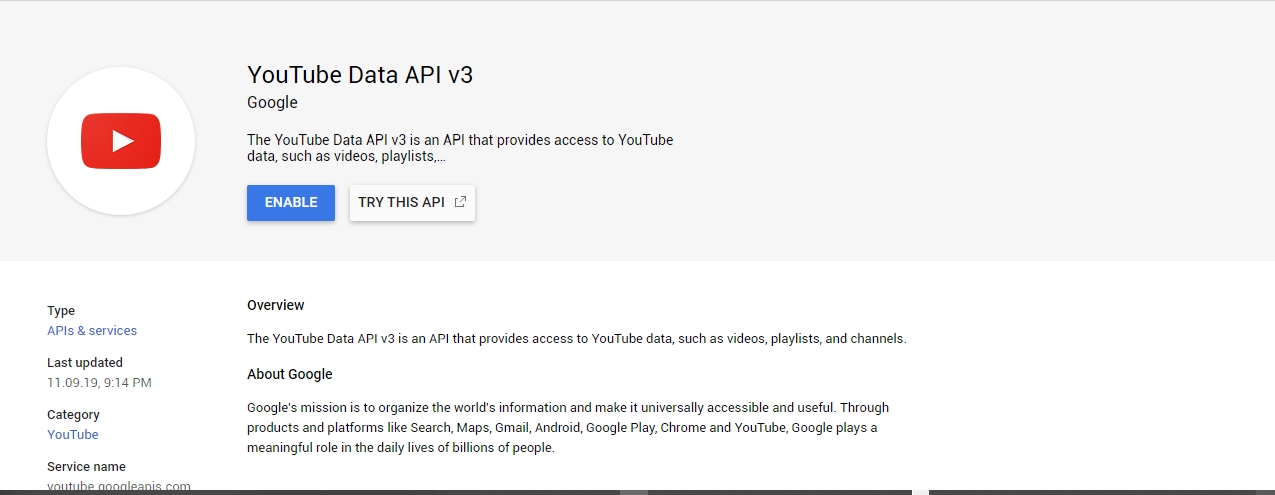 YouTube Data API v3
Google
The YouTube Data API v3 is an API that provides access to YouTube
data, such as videos, playlists,...
ENABLE
TRY THIS API
Type
APIs & services
Last updated
11.09.19, 9:14 PM
Category
YouTube
Service name
youtube.googleapis.com
Overview
The YouTube Data API v3 is an API that provides access to YouTube data, such as videos, playlists, and channels.
About Google
Google's mission is to organize the world's information and make it universally accessible and useful. Through
products and platforms like Search, Maps, Gmail, Android, Google Play, Chrome and YouTube, Google plays a
meaningful role in the daily lives of billions of people.